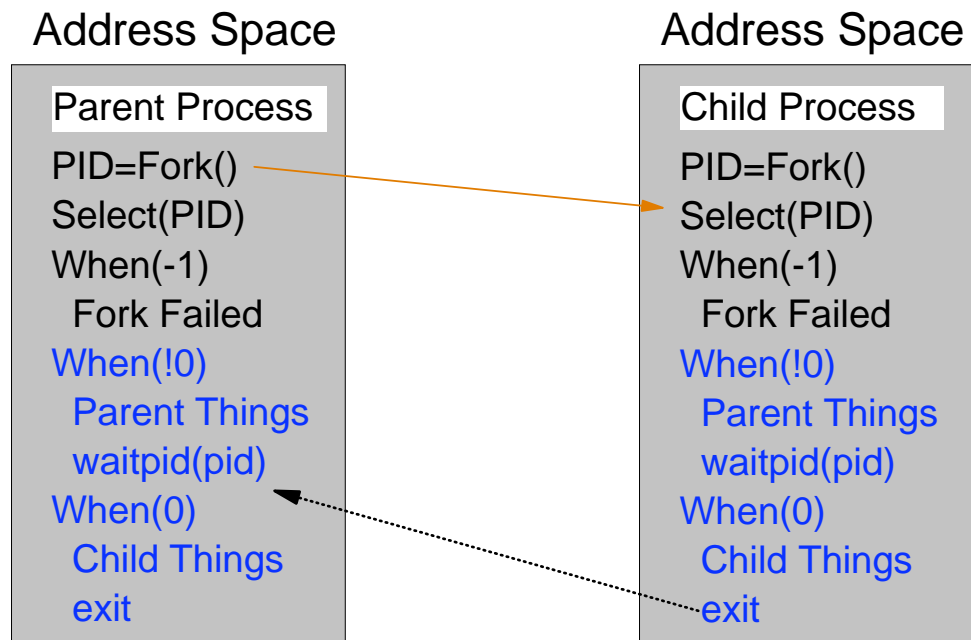 Address Space
Parent Process
PID=Fork()
Select(PID)
When(-1)
Fork Failed
When(!0)
Parent Things
waitpid(pid)
When(0)
Child Things
exit
Address Space
Child Process
PID=Fork()
Select(PID)
When(-1)
Fork Failed
When(!0)
Parent Things
waitpid(pid)
When(0)
Child Things
exit